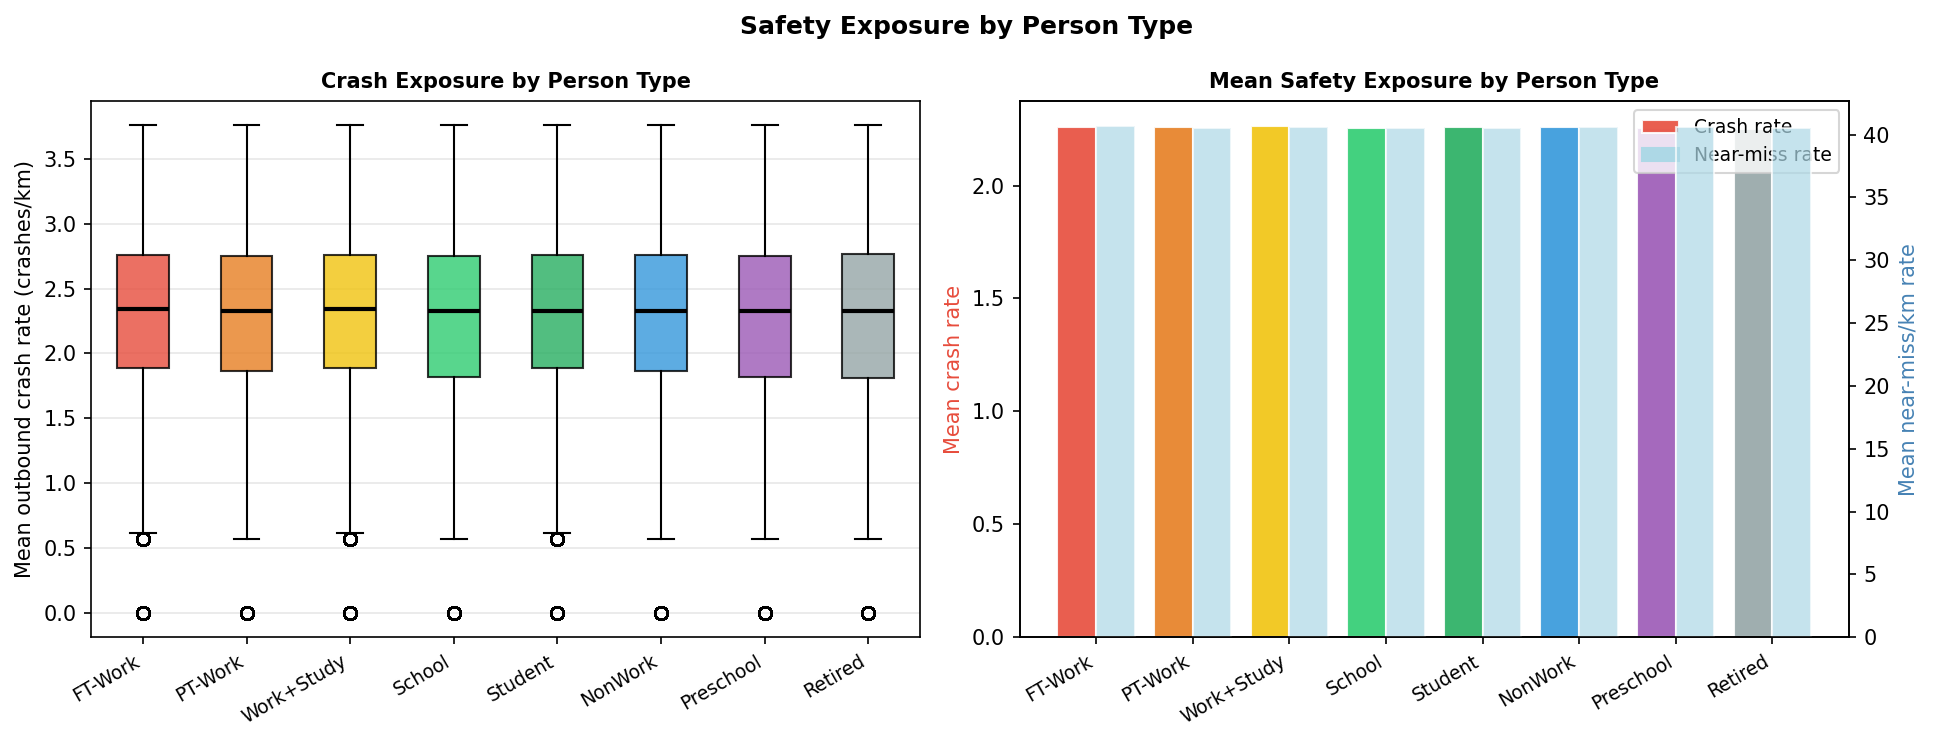 Safety Exposure by Person Type
Crash Exposure by Person Type
Mean outbound crash rate (crashes/km)
3.5
3.0
2.5
2.0
1.5
1.0
0.5
0.0
FT-Work
PT-Work
Work+Study
School
Student
NonWork
Preschool
Retired
Mean Safety Exposure by Person Type
Mean crash rate
2.0
1.5
1.0
0.5
0.0
Crash rate
Near-miss rate
40
35
30
25
20
15
10
5
0
Mean near-miss/km rate
FT-Work
PT-Work
Work+Study
School
Student
NonWork
Preschool
Retired